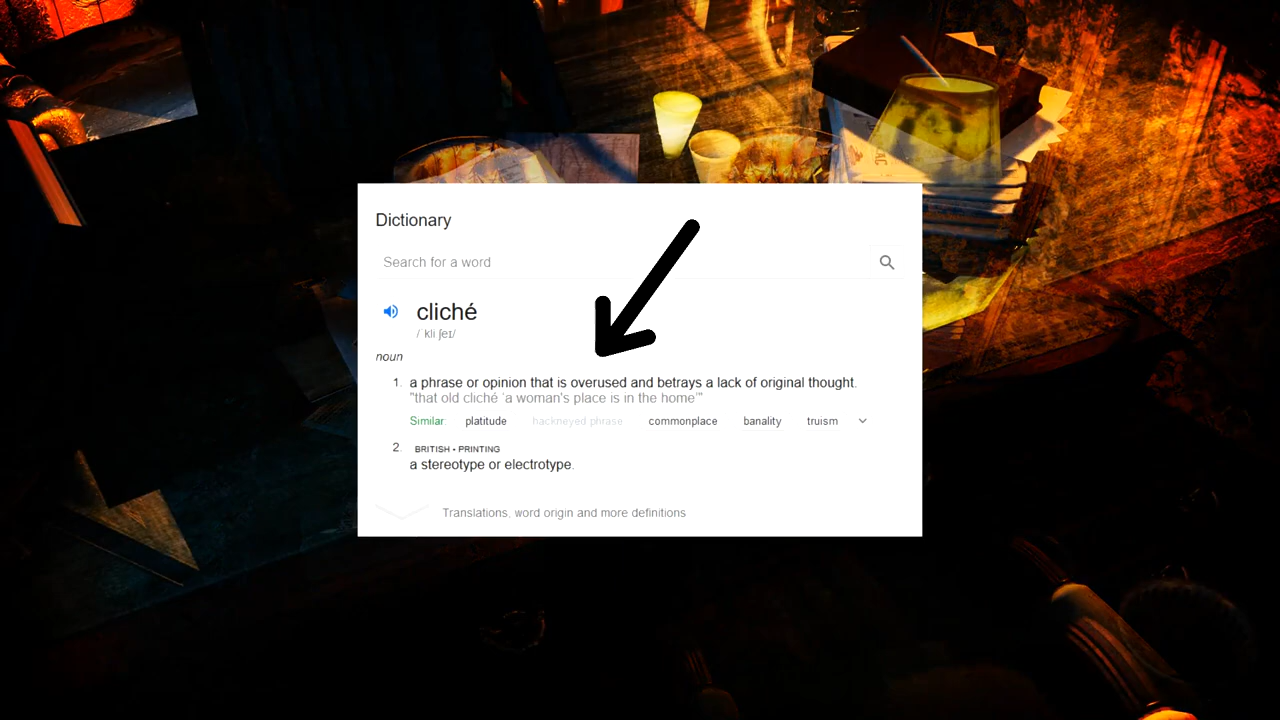 Dictionary
Search for a word
cliché
/ˈkliːʃeɪ/
noun
1. a phrase or opinion that is overused and betrays a lack of original thought.
"that old cliché 'a woman's place is in the home'"
Similar: platitude hackneyed phrase commonplace banality truism
2. BRITISH • PRINTING
a stereotype or electrotype.
Translations, word origin and more definitions